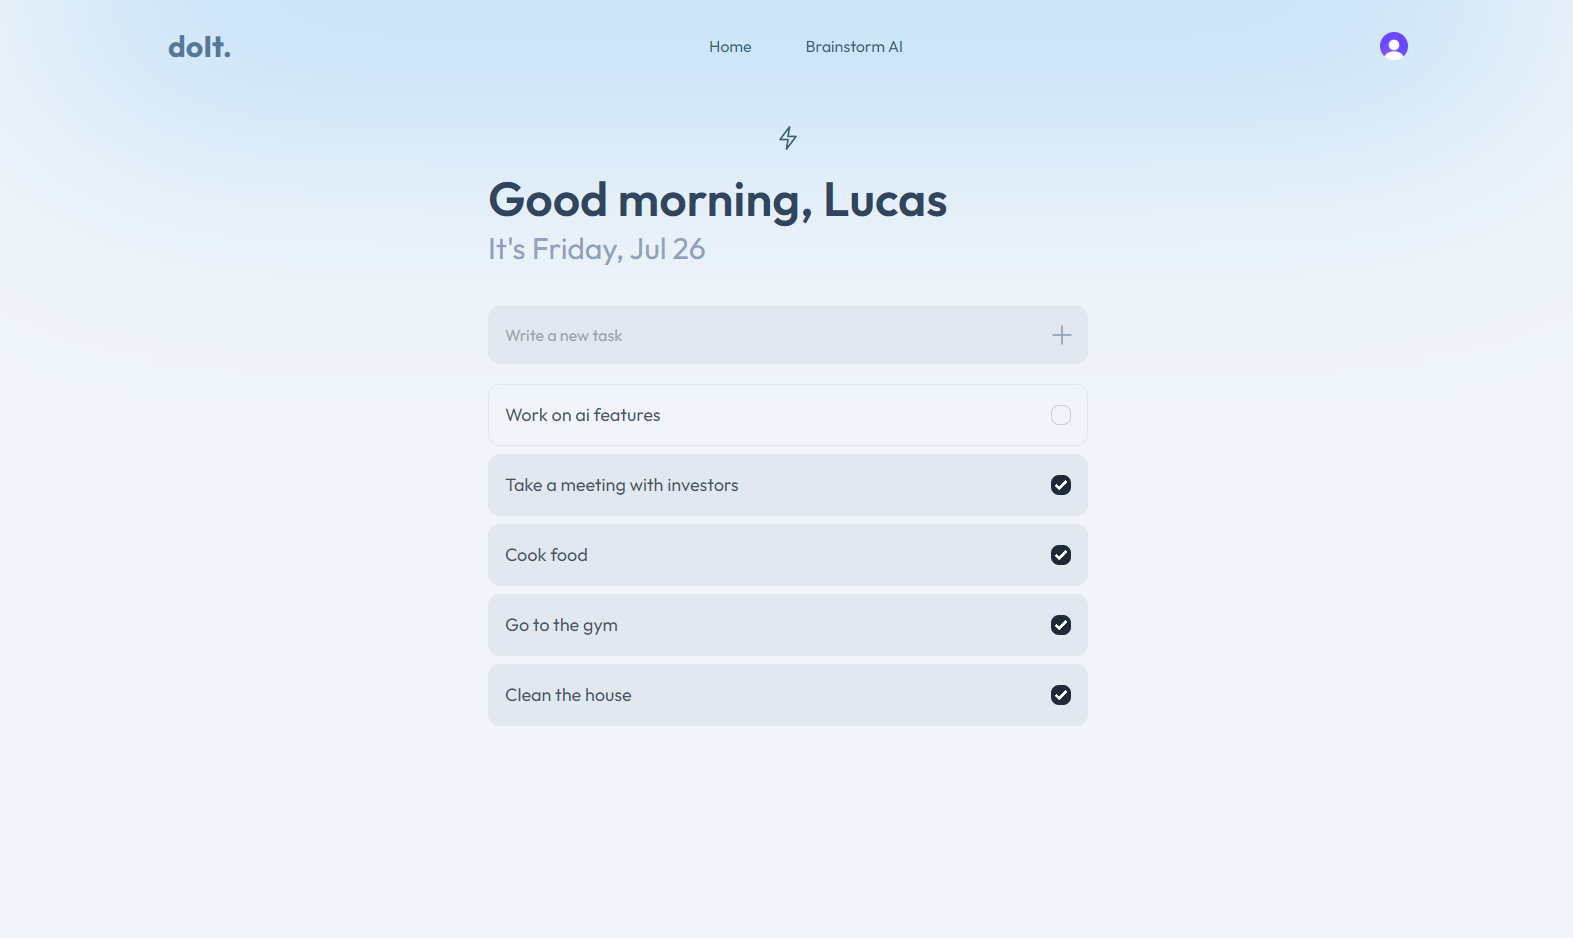 doIt.
Home
Brainstorm AI
Good morning, Lucas
It's Friday, Jul 26
Write a new task
Work on ai features
Take a meeting with investors
Cook food
Go to the gym
Clean the house